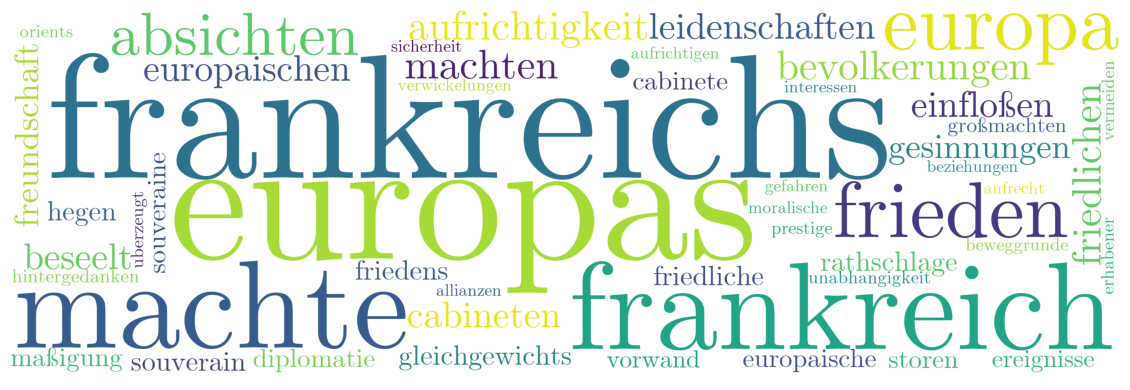 orients
absichten
aufrichtigkeit
leidenschaften
europa
sicherheit
aufrichtigen
freundschaft
europaischen
machten
verwickelungen
cabinete
bevolkerungen
interessen
vermeiden
frankreichs
einfloßen
großmachten
gesinnungen
beziehungen
friedlichen
souveraine
europas
gefahren
aufrecht
uberzeugt
hegen
moralische
frieden
prestige
beweggrunde
erhabener
beseelt
hintergedanken
friedens
friedliche
rathschlage
unabhangigkeit
allianzen
machte
cabineten
frankreich
maßigung
souverain
diplomatie
gleichgewichts
vorwand
europaische
storen
ereignisse